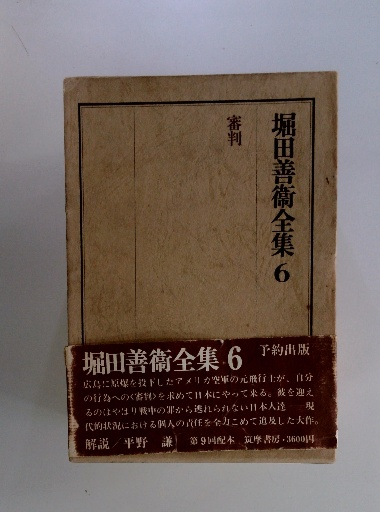 堀田善衞全集 6
審判
堀田善衞全集 6
予約出版
広島に原爆を投下したアメリカ空軍の元飛行士が、自分
の行為への〈審判〉を求めて日本にやって来る。彼を迎え
るのはやはり戦争の罪から逃れられない日本人達──現
代的状況における個人の責任を全力こめて追及した大作。
解説/平野 謙
第9回配本/筑摩書房・3600円